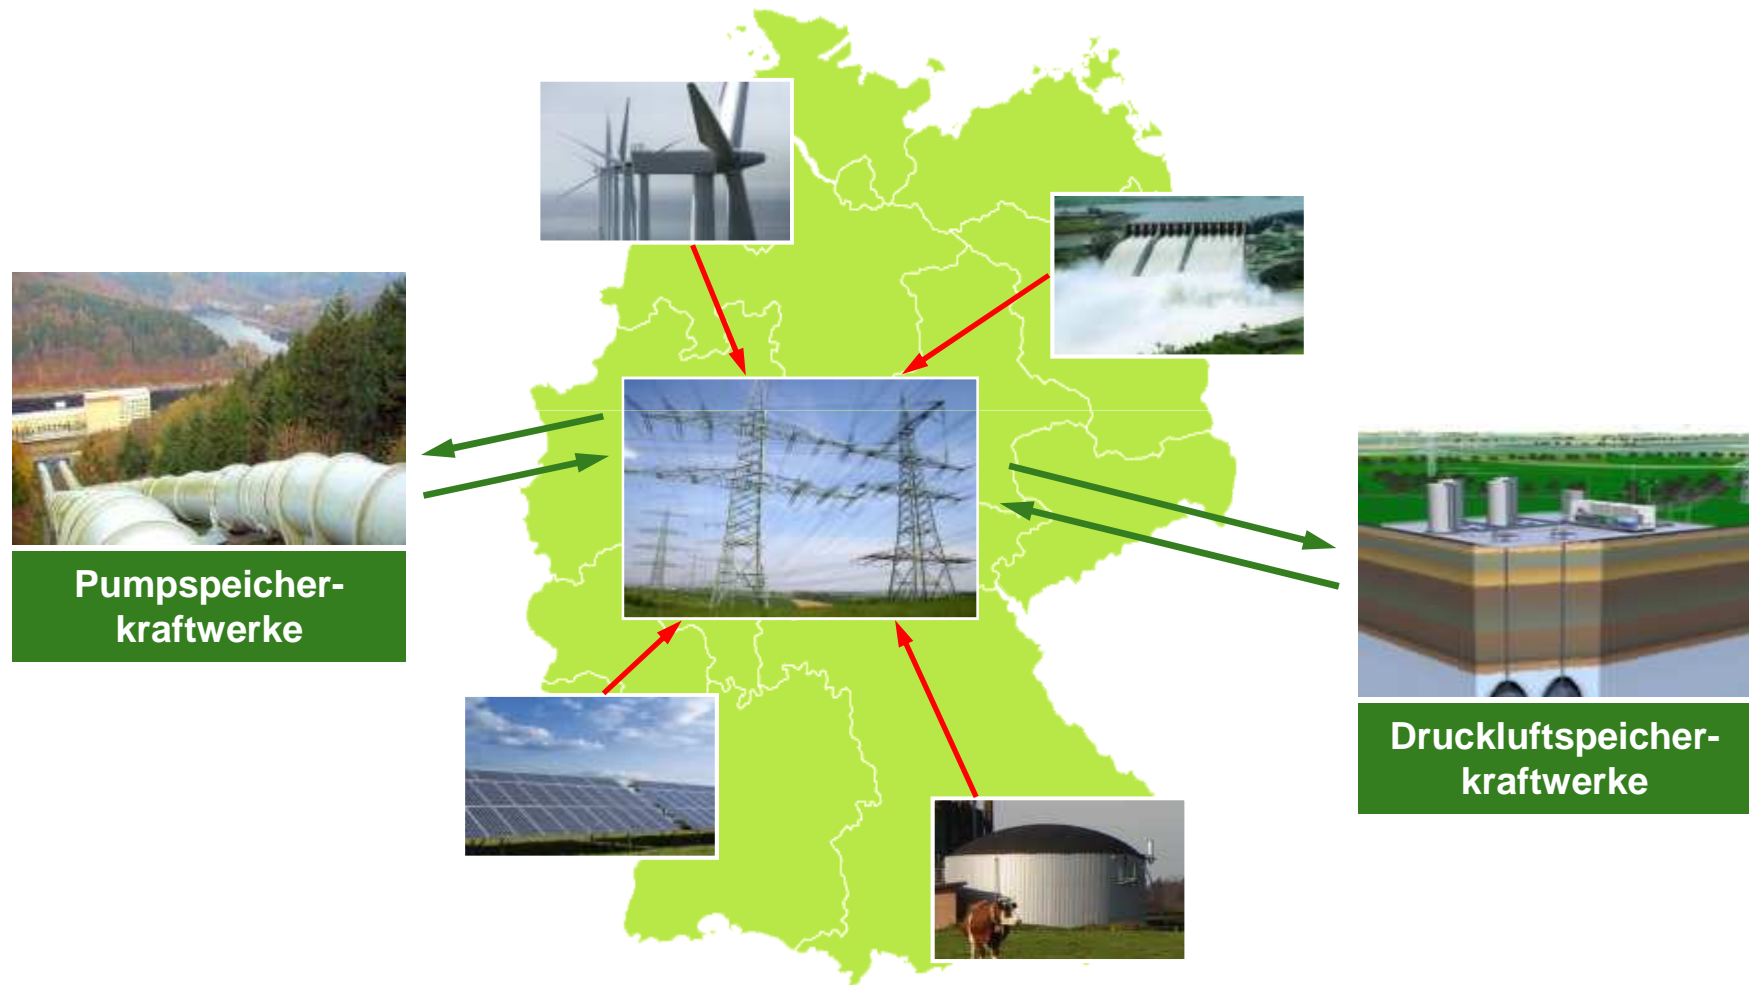 Pumpspeicher-
kraftwerke
Druckluftspeicher-
kraftwerke